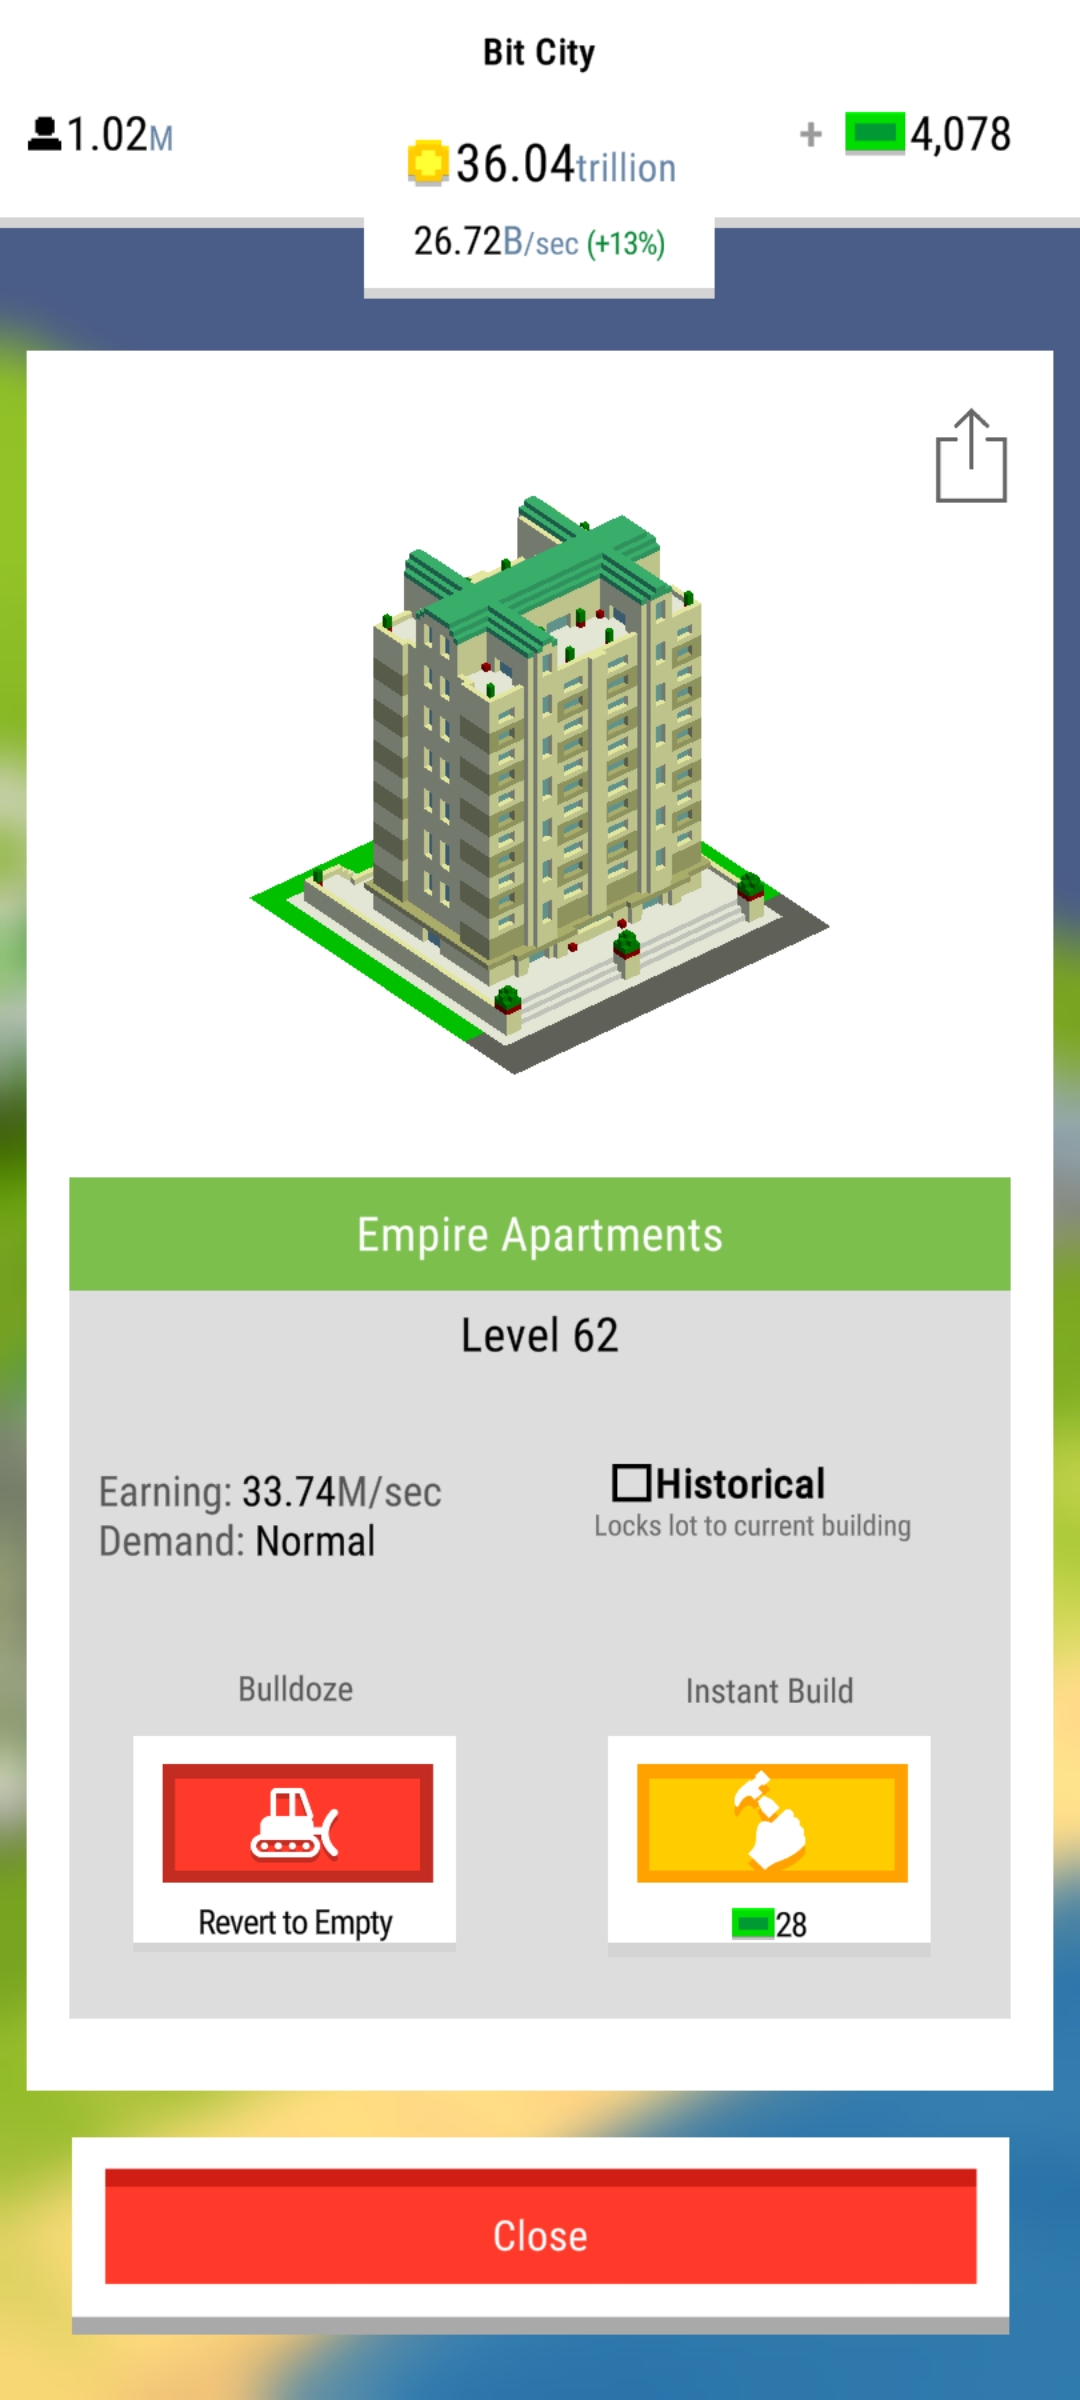 Bit City
1.02M
36.04trillion
+ 4,078
26.72B/sec (+13%)
Empire Apartments
Level 62
Earning: 33.74M/sec
Demand: Normal
Historical
Locks lot to current building
Bulldoze
Instant Build
Revert to Empty
28
Close